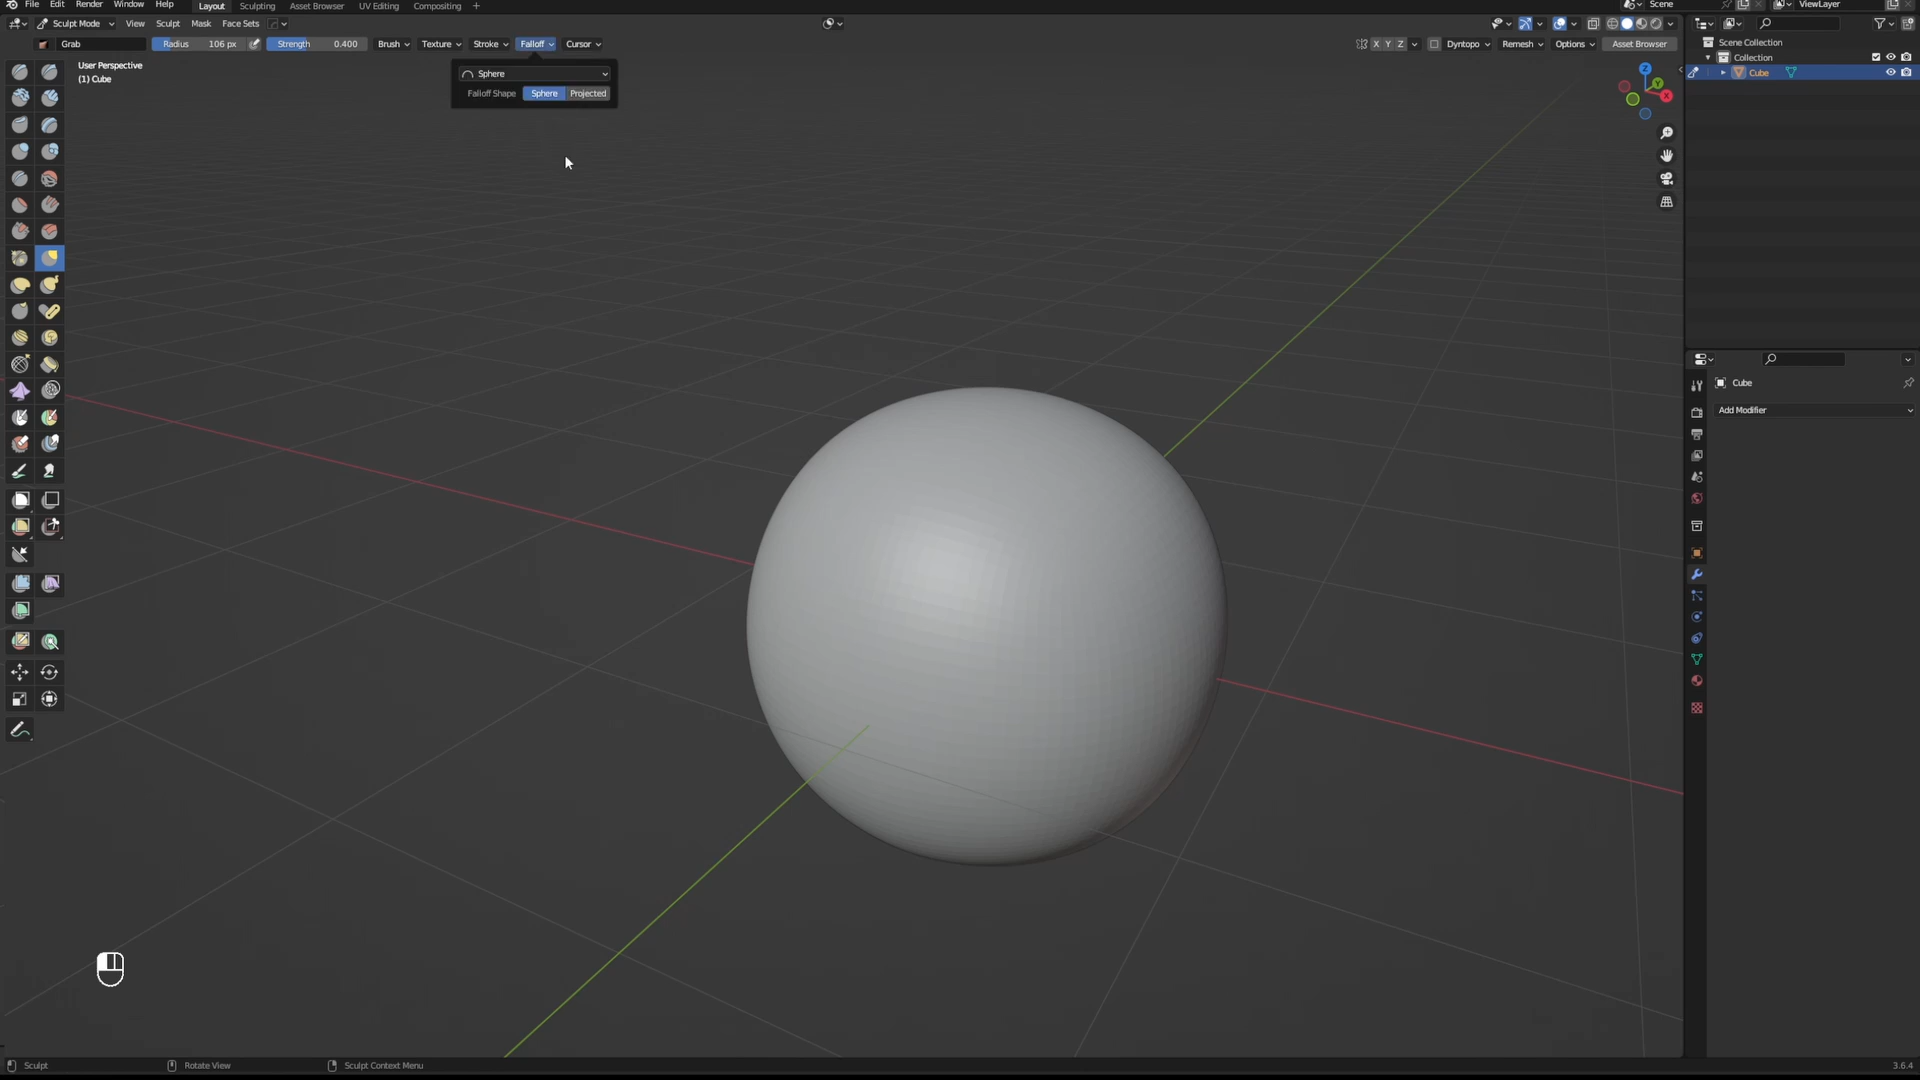 File Edit Render Window Help Layout Sculpting Asset Browser UV Editing Compositing + Scene ViewLayer
Sculpt Mode View Sculpt Mask Face Sets
Grab Radius 106 px Strength 0.400 Brush Texture Stroke Falloff Cursor X Y Z Dyntopo Remesh Options Asset Browser
Scene Collection
Collection
Cube
User Perspective
(1) Cube
Sphere
Falloff Shape Sphere Projected
Z
Y
X
Cube
Add Modifier
Sculpt Rotate View Sculpt Context Menu 3.6.4